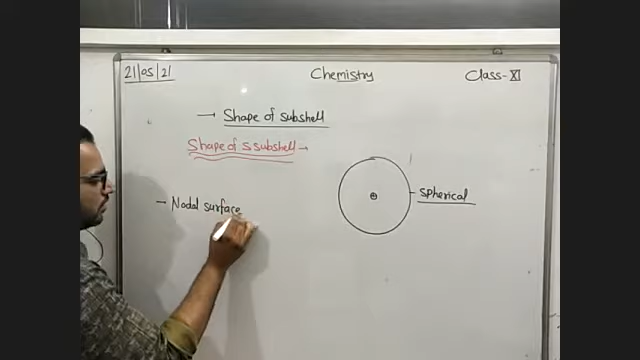 21/05/21 Chemistry Class-XI
→ Shape of subshell
Shape of s subshell →
Spherical
→ Nodal surface